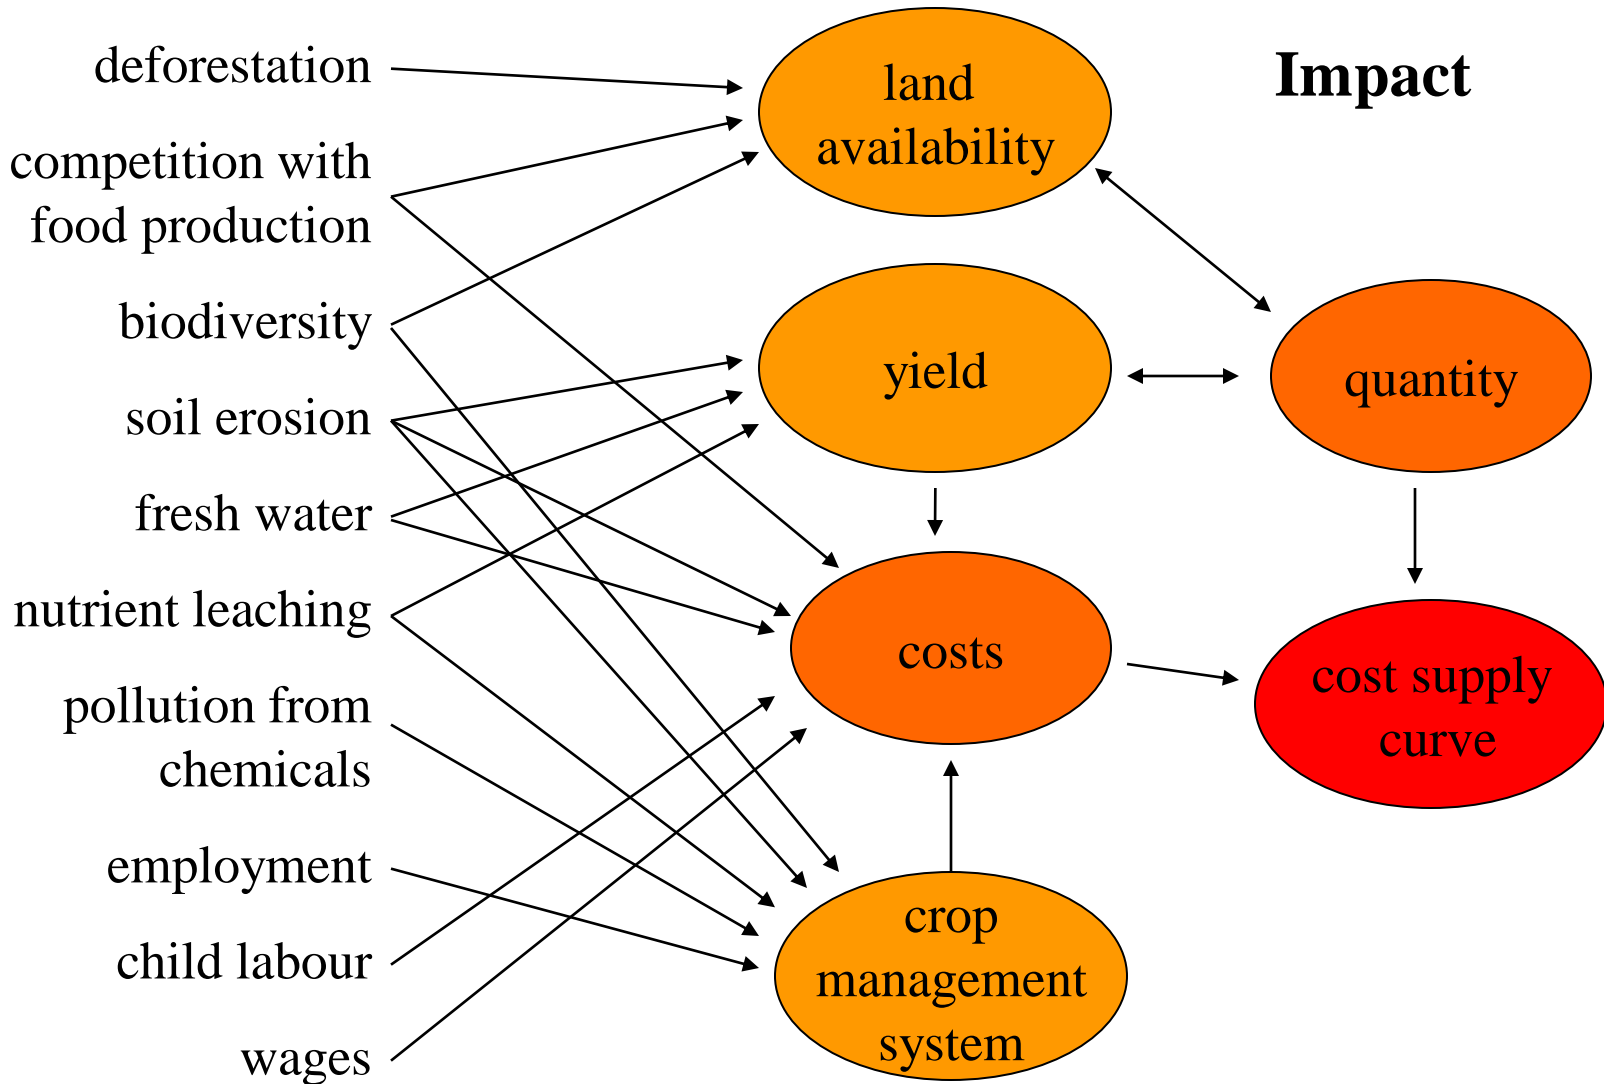 deforestation
competition with
food production
biodiversity
soil erosion
fresh water
nutrient leaching
pollution from
chemicals
employment
child labour
wages
land
availability
yield
costs
crop
management
system
Impact
quantity
cost supply
curve